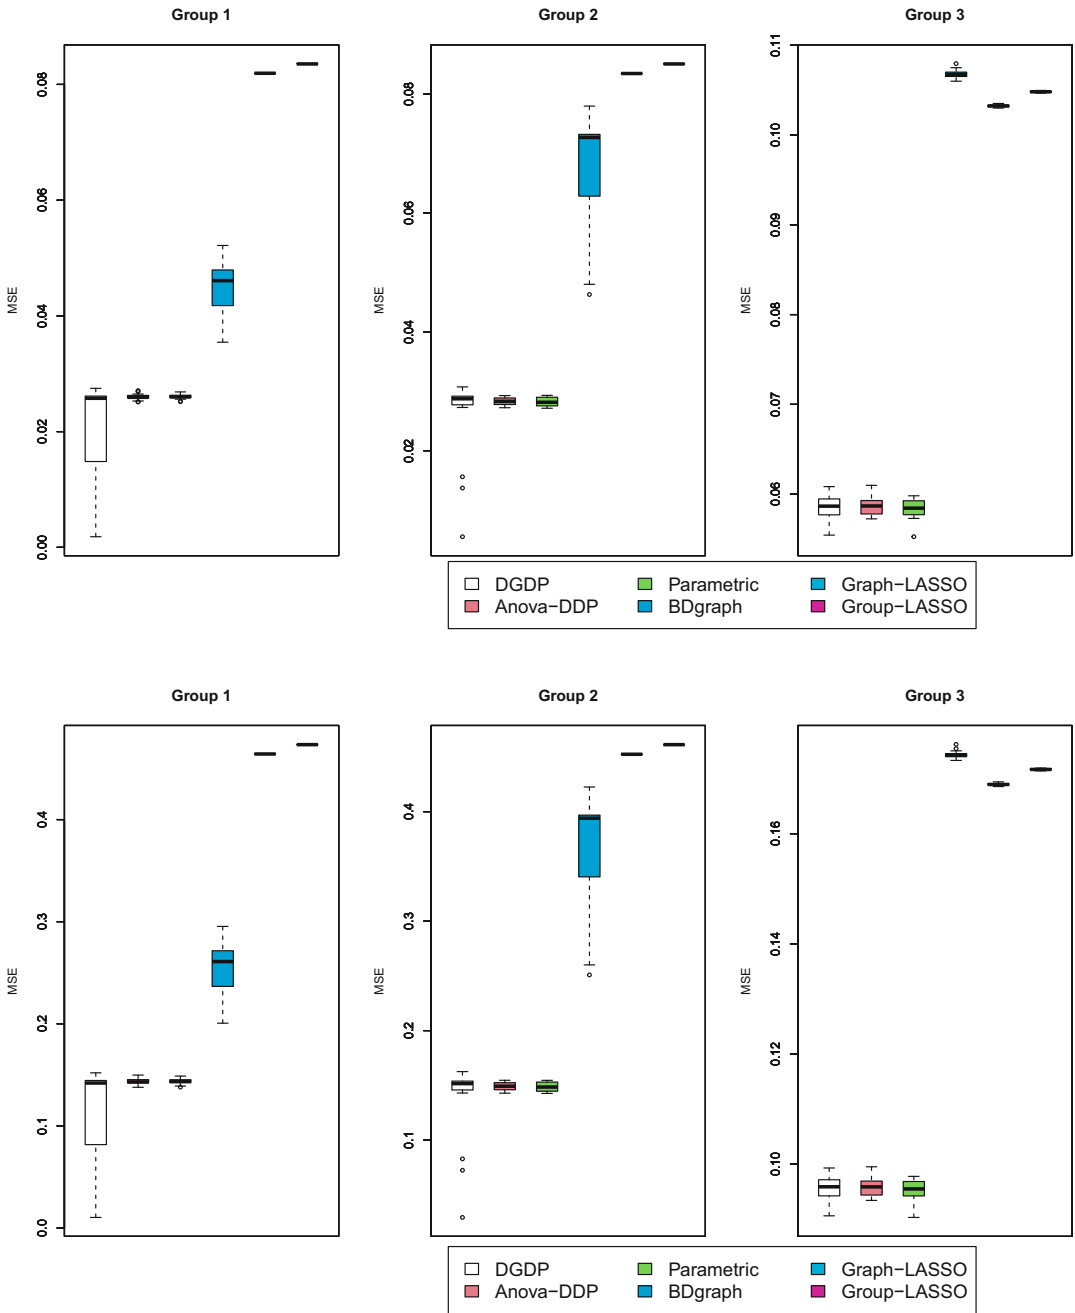 Group 1
Group 2
Group 3
MSE
0.00
0.02
0.04
0.06
0.08
MSE
0.02
0.04
0.06
0.08
MSE
0.06
0.07
0.08
0.09
0.10
0.11
DGDP
Parametric
Graph−LASSO
Anova−DDP
BDgraph
Group−LASSO
Group 1
Group 2
Group 3
MSE
0.0
0.1
0.2
0.3
0.4
MSE
0.1
0.2
0.3
0.4
MSE
0.10
0.12
0.14
0.16
DGDP
Parametric
Graph−LASSO
Anova−DDP
BDgraph
Group−LASSO